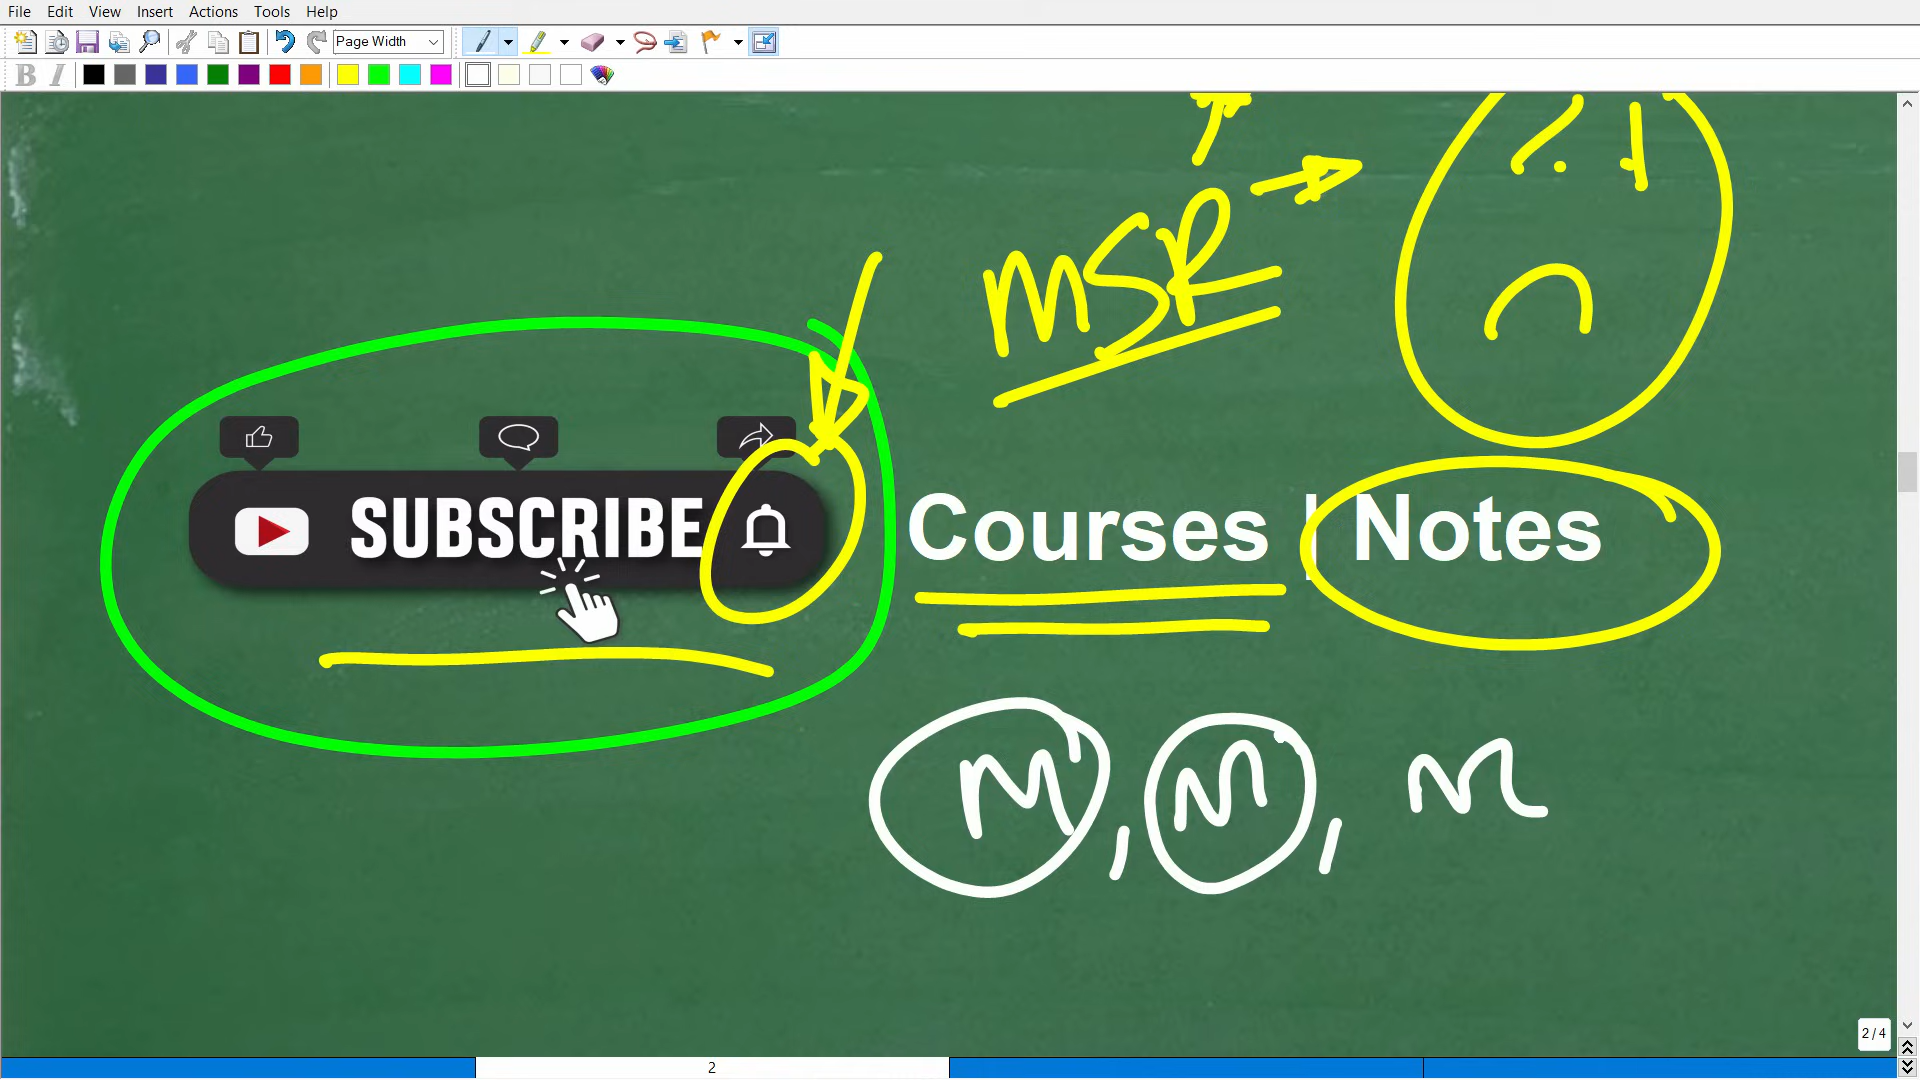 File Edit View Insert Actions Tools Help
Page Width
B I
MSR
SUBSCRIBE
Courses | Notes
M, M, M
2 / 4
2